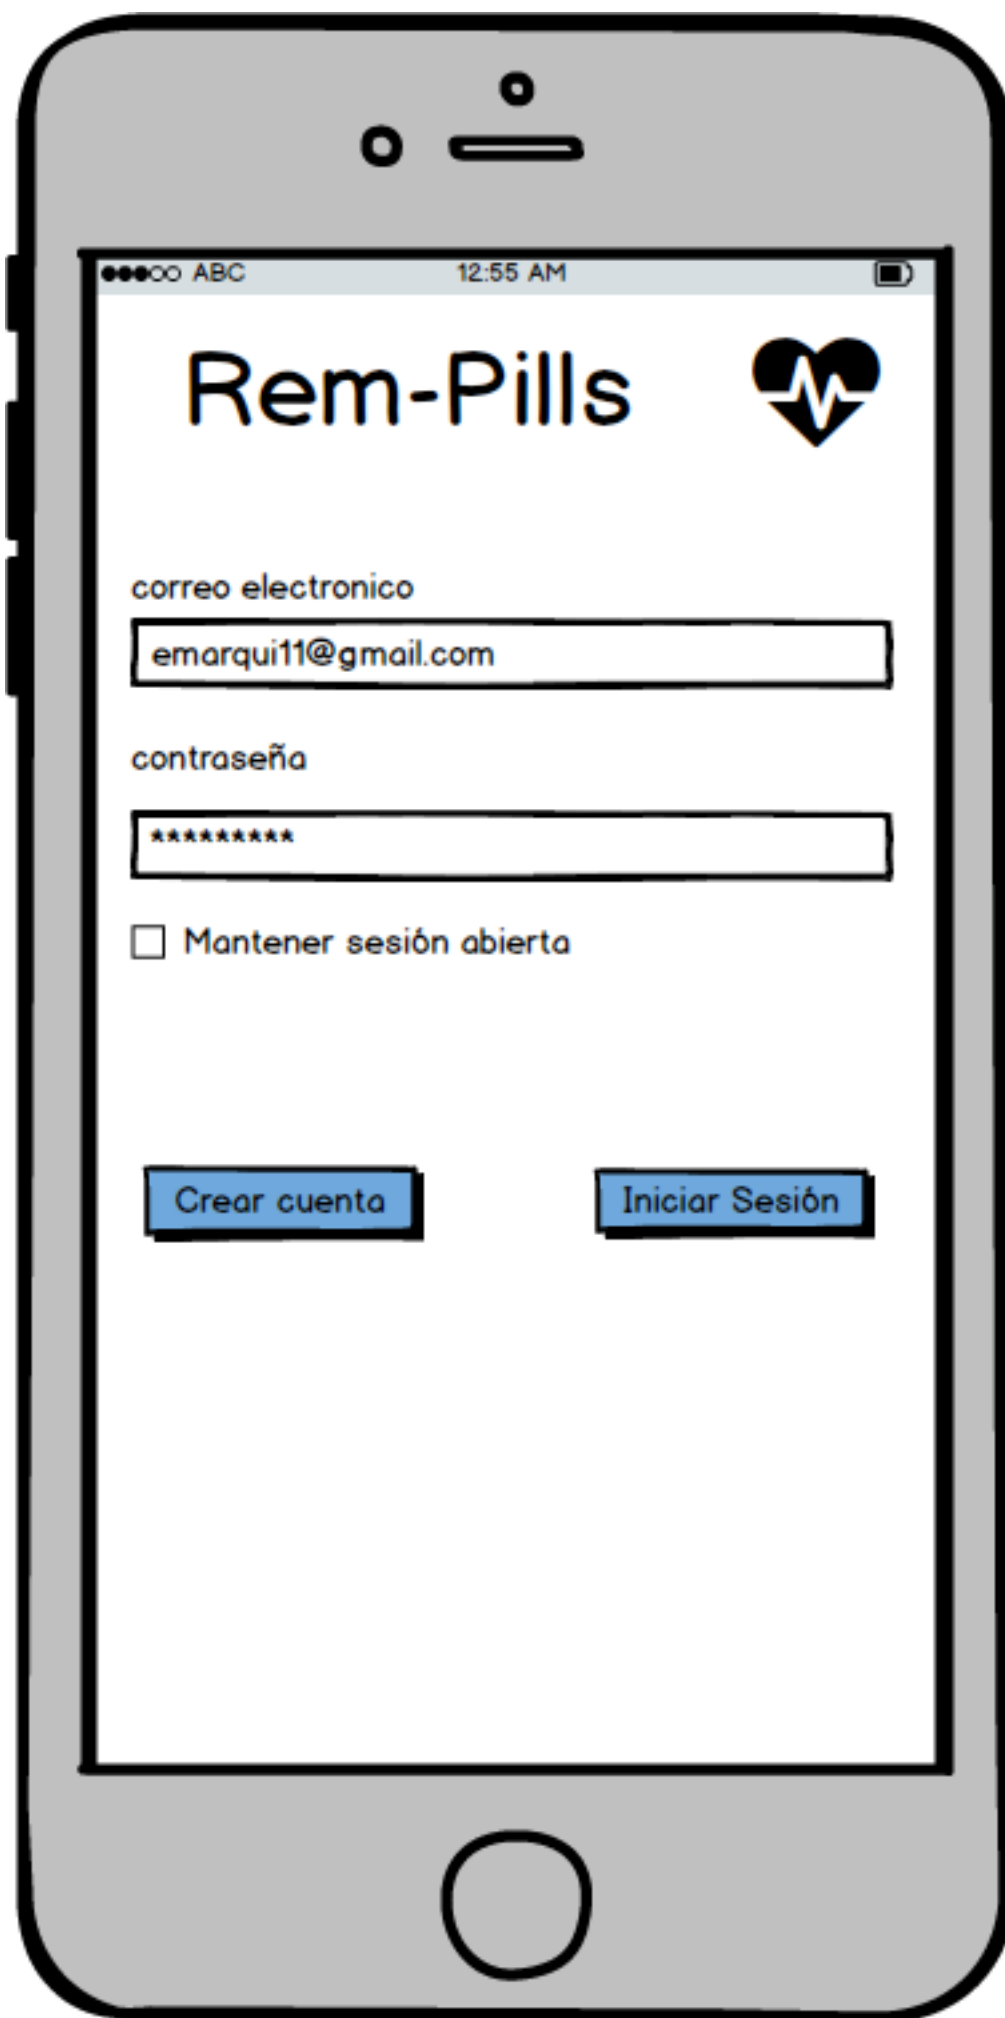 ABC 12:55 AM
Rem-Pills
correo electronico
emarqui11@gmail.com
contraseña
*********
Mantener sesión abierta
Crear cuenta Iniciar Sesión